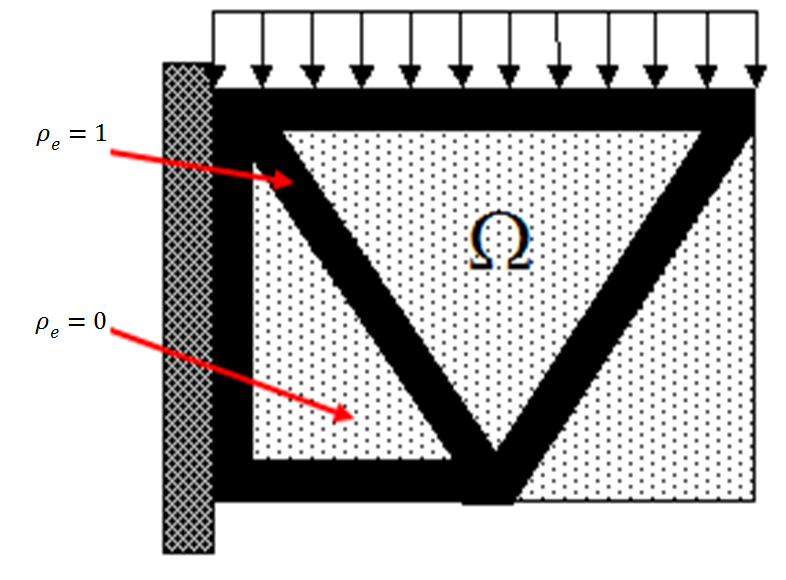 ρₑ = 1
Ω
ρₑ = 0